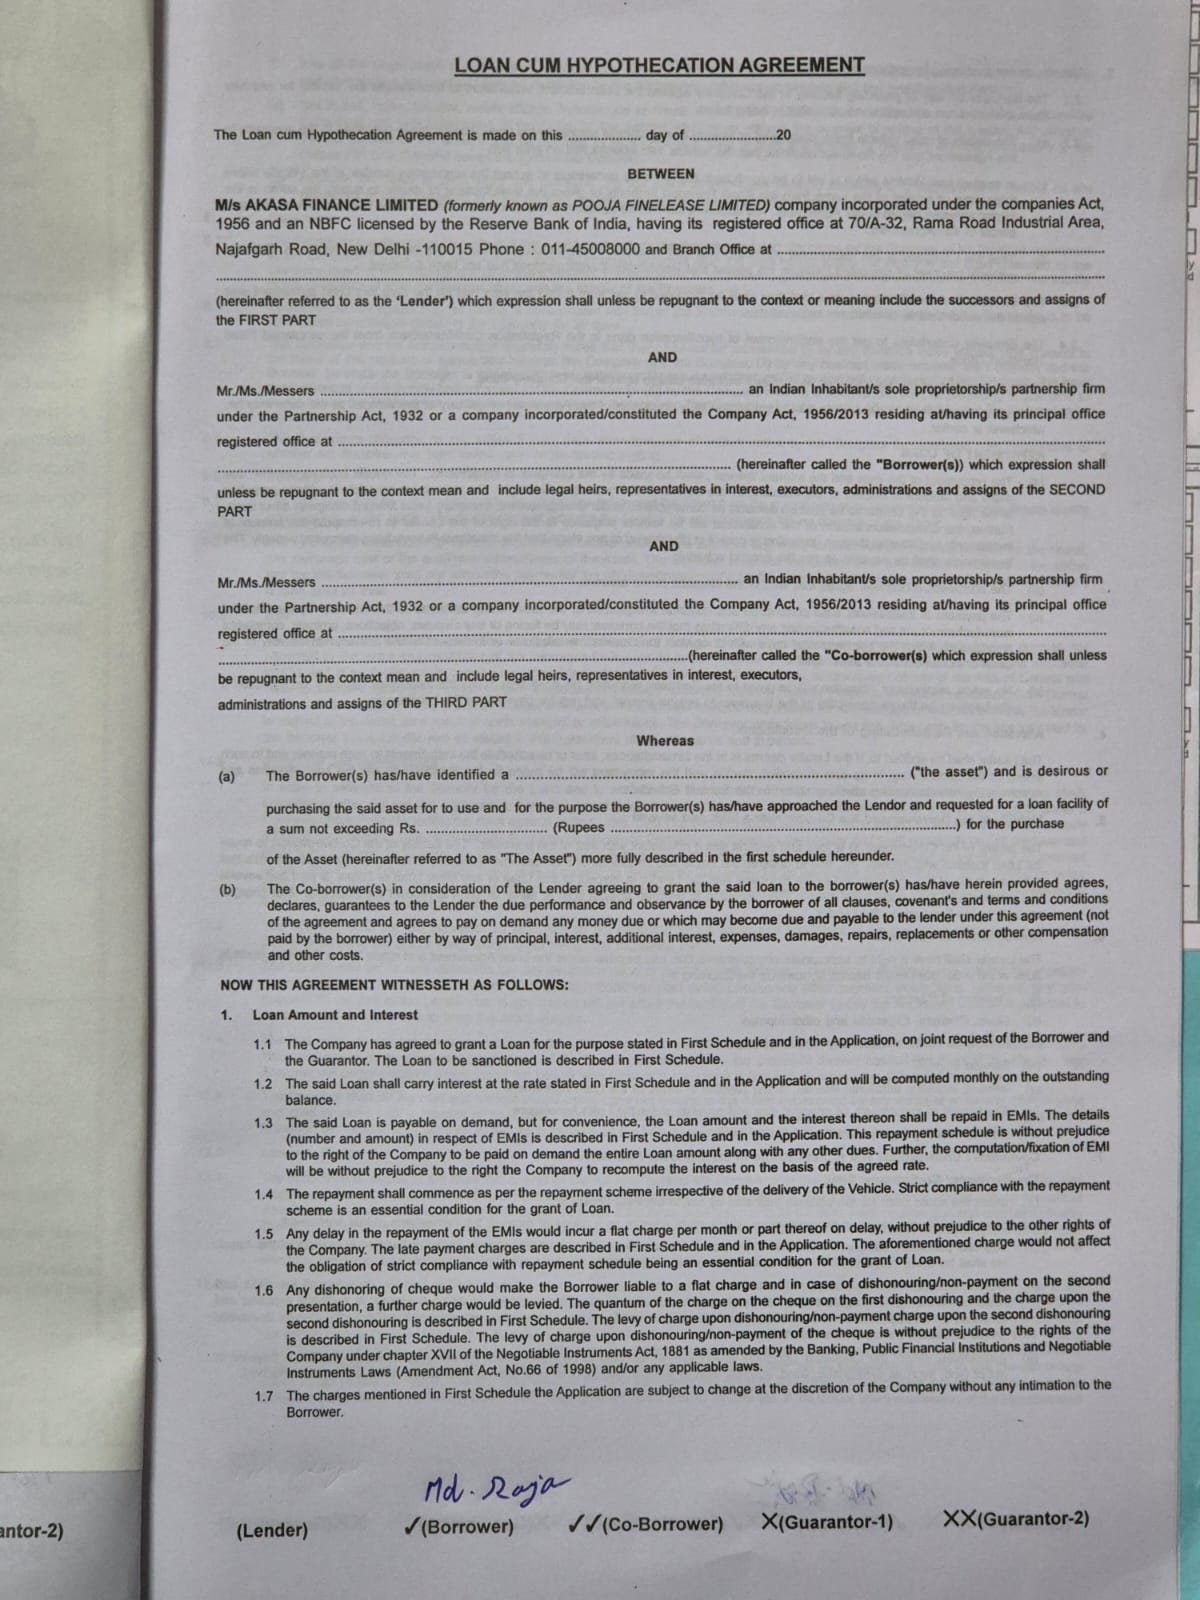 LOAN CUM HYPOTHECATION AGREEMENT
The Loan cum Hypothecation Agreement is made on this .................... day of ........................20
BETWEEN
M/s AKASA FINANCE LIMITED (formerly known as POOJA FINELEASE LIMITED) company incorporated under the companies Act,
1956 and an NBFC licensed by the Reserve Bank of India, having its registered office at 70/A-32, Rama Road Industrial Area,
Najafgarh Road, New Delhi -110015 Phone : 011-45008000 and Branch Office at ....................
....................
(hereinafter referred to as the 'Lender') which expression shall unless be repugnant to the context or meaning include the successors and assigns of
the FIRST PART
AND
Mr./Ms./Messers .................... an Indian Inhabitant/s sole proprietorship/s partnership firm
under the Partnership Act, 1932 or a company incorporated/constituted the Company Act, 1956/2013 residing at/having its principal office
registered office at ....................
.................... (hereinafter called the "Borrower(s)) which expression shall
unless be repugnant to the context mean and include legal heirs, representatives in interest, executors, administrations and assigns of the SECOND
PART
AND
Mr./Ms./Messers .................... an Indian Inhabitant/s sole proprietorship/s partnership firm
under the Partnership Act, 1932 or a company incorporated/constituted the Company Act, 1956/2013 residing at/having its principal office
registered office at ....................
....................(hereinafter called the "Co-borrower(s) which expression shall unless
be repugnant to the context mean and include legal heirs, representatives in interest, executors,
administrations and assigns of the THIRD PART
Whereas
(a) The Borrower(s) has/have identified a .................... ("the asset") and is desirous or
purchasing the said asset for to use and for the purpose the Borrower(s) has/have approached the Lendor and requested for a loan facility of
a sum not exceeding Rs. .................... (Rupees ....................) for the purchase
of the Asset (hereinafter referred to as "The Asset") more fully described in the first schedule hereunder.
(b) The Co-borrower(s) in consideration of the Lender agreeing to grant the said loan to the borrower(s) has/have herein provided agrees,
declares, guarantees to the Lender the due performance and observance by the borrower of all clauses, covenant's and terms and conditions
of the agreement and agrees to pay on demand any money due or which may become due and payable to the lender under this agreement (not
paid by the borrower) either by way of principal, interest, additional interest, expenses, damages, repairs, replacements or other compensation
and other costs.
NOW THIS AGREEMENT WITNESSETH AS FOLLOWS:
1. Loan Amount and Interest
1.1 The Company has agreed to grant a Loan for the purpose stated in First Schedule and in the Application, on joint request of the Borrower and
the Guarantor. The Loan to be sanctioned is described in First Schedule.
1.2 The said Loan shall carry interest at the rate stated in First Schedule and in the Application and will be computed monthly on the outstanding
balance.
1.3 The said Loan is payable on demand, but for convenience, the Loan amount and the interest thereon shall be repaid in EMIs. The details
(number and amount) in respect of EMIs is described in First Schedule and in the Application. This repayment schedule is without prejudice
to the right of the Company to be paid on demand the entire Loan amount along with any other dues. Further, the computation/fixation of EMI
will be without prejudice to the right the Company to recompute the interest on the basis of the agreed rate.
1.4 The repayment shall commence as per the repayment scheme irrespective of the delivery of the Vehicle. Strict compliance with the repayment
scheme is an essential condition for the grant of Loan.
1.5 Any delay in the repayment of the EMIs would incur a flat charge per month or part thereof on delay, without prejudice to the other rights of
the Company. The late payment charges are described in First Schedule and in the Application. The aforementioned charge would not affect
the obligation of strict compliance with repayment schedule being an essential condition for the grant of Loan.
1.6 Any dishonoring of cheque would make the Borrower liable to a flat charge and in case of dishonouring/non-payment on the second
presentation, a further charge would be levied. The quantum of the charge on the cheque on the first dishonouring and the charge upon the
second dishonouring is described in First Schedule. The levy of charge upon dishonouring/non-payment charge upon the second dishonouring
is described in First Schedule. The levy of charge upon dishonouring/non-payment of the cheque is without prejudice to the rights of the
Company under chapter XVII of the Negotiable Instruments Act, 1881 as amended by the Banking, Public Financial Institutions and Negotiable
Instruments Laws (Amendment Act, No.66 of 1998) and/or any applicable laws.
1.7 The charges mentioned in First Schedule the Application are subject to change at the discretion of the Company without any intimation to the
Borrower.
Md. Raja
antor-2) (Lender) ✓(Borrower) ✓✓(Co-Borrower) X(Guarantor-1) XX(Guarantor-2)